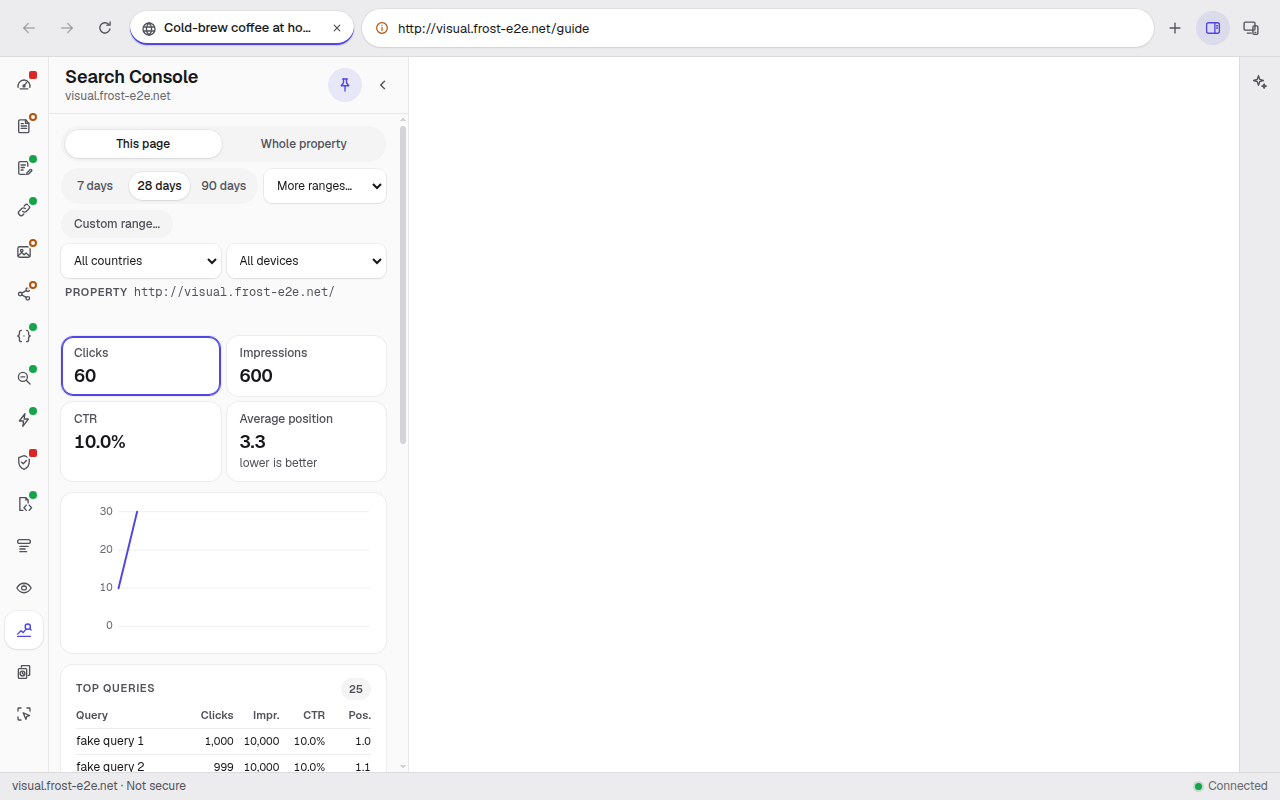 Cold-brew coffee at ho...
http://visual.frost-e2e.net/guide
Search Console
visual.frost-e2e.net
This page
Whole property
7 days
28 days
90 days
More ranges...
Custom range...
All countries
All devices
PROPERTY http://visual.frost-e2e.net/
Clicks
60
Impressions
600
CTR
10.0%
Average position
3.3
lower is better
30
20
10
0
TOP QUERIES
25
Query Clicks Impr. CTR Pos.
fake query 1 1,000 10,000 10.0% 1.0
fake query 2 999 10,000 10.0% 1.1
visual.frost-e2e.net · Not secure
Connected